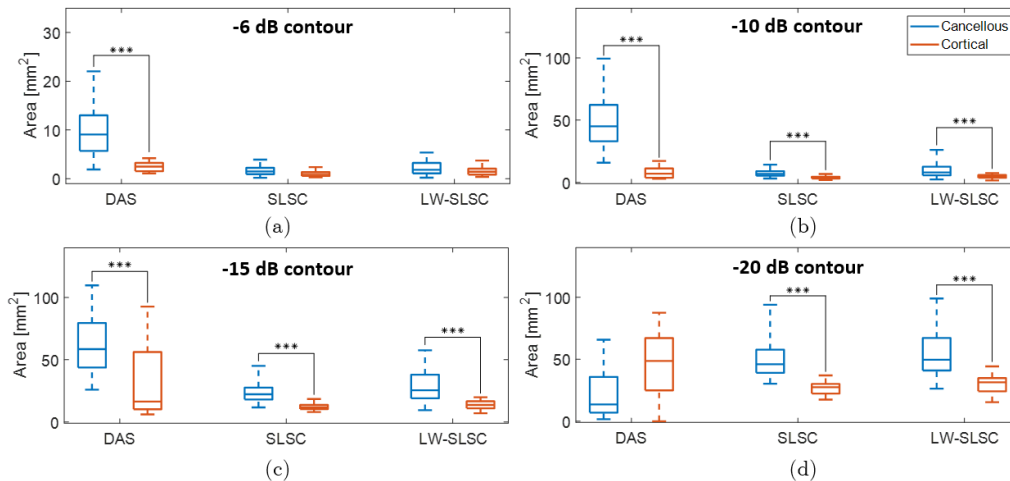 -6 dB contour
***
Area [mm²]
30
20
10
0
DAS
SLSC
LW-SLSC
(a)
-10 dB contour
Cancellous
Cortical
***
***
***
Area [mm²]
100
50
0
DAS
SLSC
LW-SLSC
(b)
-15 dB contour
***
***
***
Area [mm²]
100
50
0
DAS
SLSC
LW-SLSC
(c)
-20 dB contour
***
***
Area [mm²]
100
50
0
DAS
SLSC
LW-SLSC
(d)